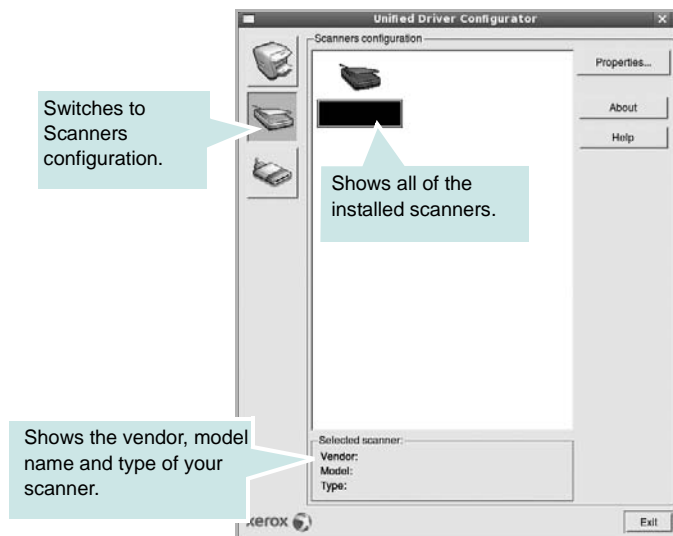 Unified Driver Configurator
Scanners configuration
Properties...
About
Help
Switches to
Scanners
configuration.
Shows all of the
installed scanners.
Shows the vendor, model
name and type of your
scanner.
Selected scanner:
Vendor:
Model:
Type:
xerox
Exit